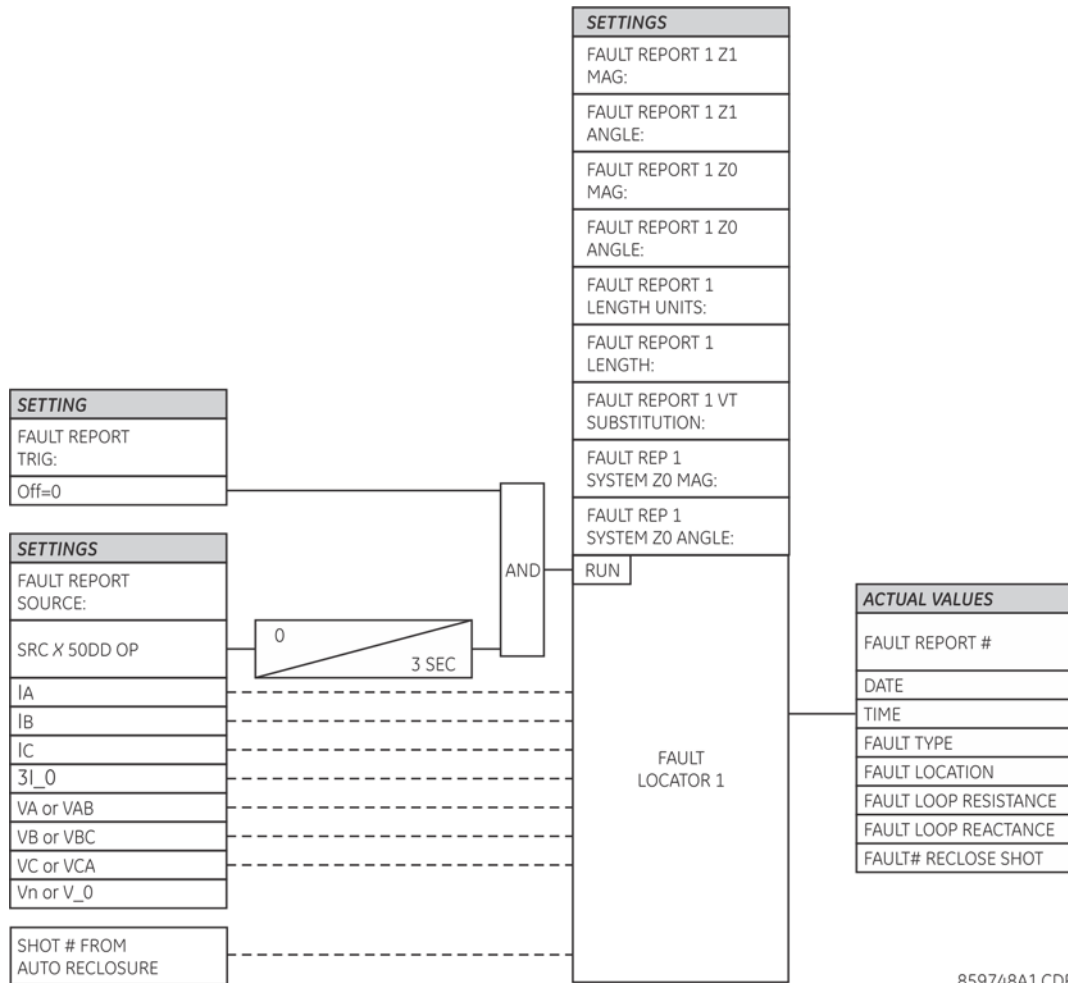 SETTINGS
FAULT REPORT 1 Z1
MAG:
FAULT REPORT 1 Z1
ANGLE:
FAULT REPORT 1 Z0
MAG:
FAULT REPORT 1 Z0
ANGLE:
FAULT REPORT 1
LENGTH UNITS:
FAULT REPORT 1
LENGTH:
FAULT REPORT 1 VT
SUBSTITUTION:
FAULT REP 1
SYSTEM Z0 MAG:
FAULT REP 1
SYSTEM Z0 ANGLE:
RUN
FAULT
LOCATOR 1
SETTING
FAULT REPORT
TRIG:
Off=0
SETTINGS
FAULT REPORT
SOURCE:
SRC X 50DD OP
IA
IB
IC
3I_0
VA or VAB
VB or VBC
VC or VCA
Vn or V_0
SHOT # FROM
AUTO RECLOSURE
0
3 SEC
AND
ACTUAL VALUES
FAULT REPORT #
DATE
TIME
FAULT TYPE
FAULT LOCATION
FAULT LOOP RESISTANCE
FAULT LOOP REACTANCE
FAULT# RECLOSE SHOT